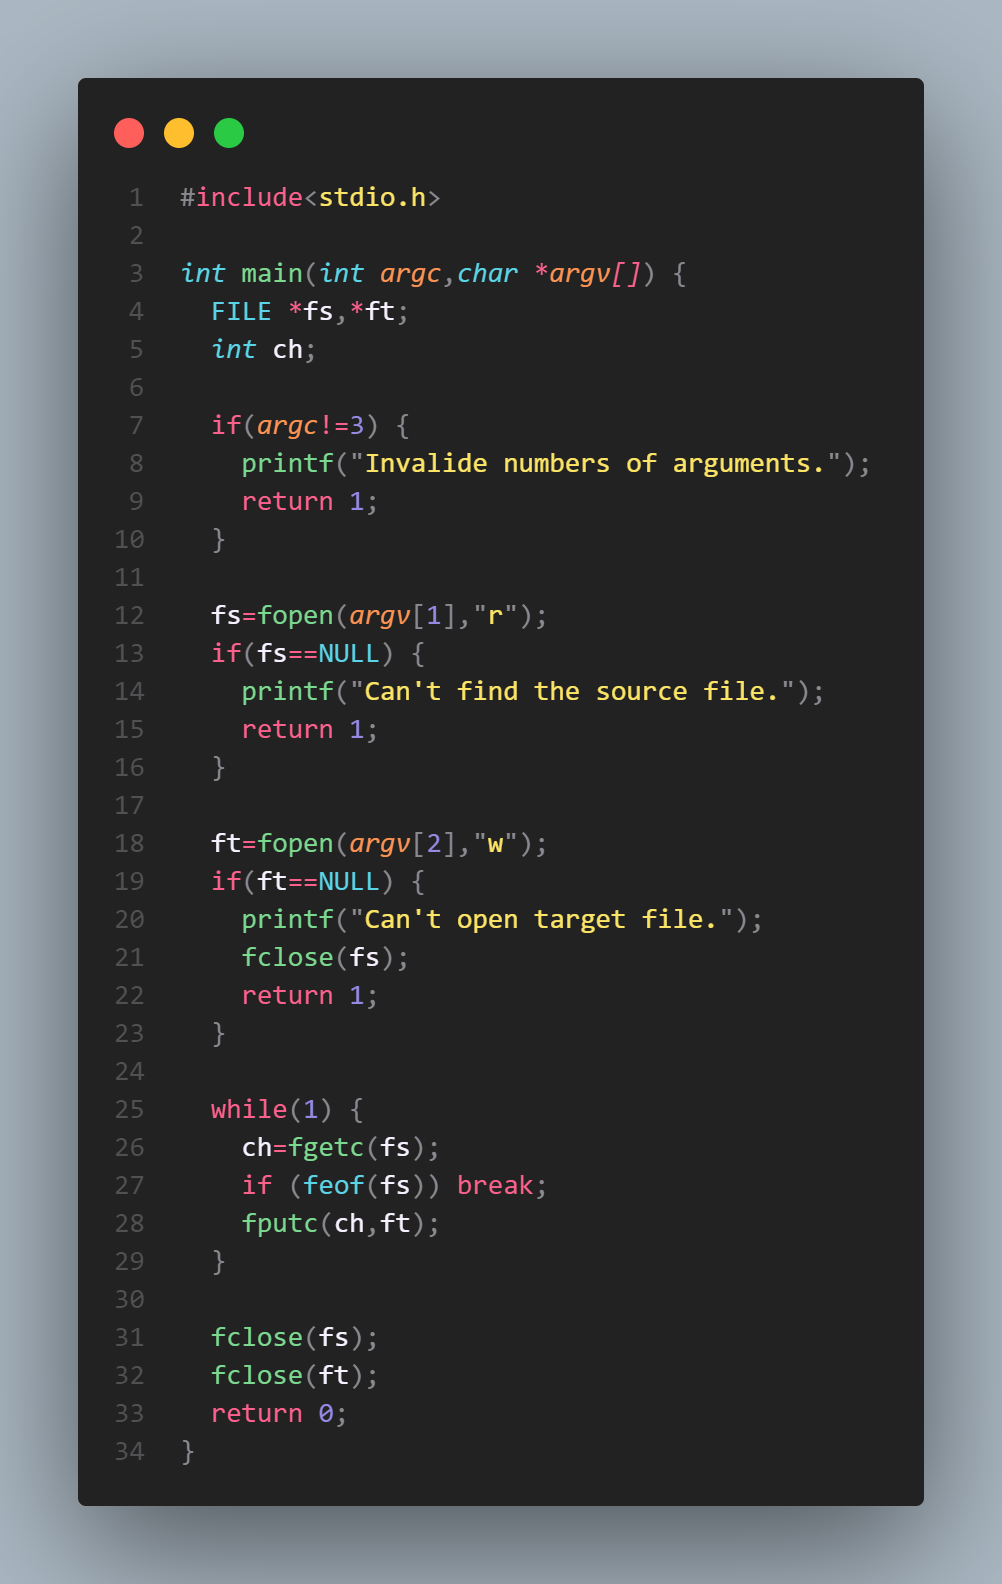 1 #include<stdio.h>
2
3 int main(int argc,char *argv[]) {
4   FILE *fs,*ft;
5   int ch;
6
7   if(argc!=3) {
8     printf("Invalide numbers of arguments.");
9     return 1;
10   }
11
12   fs=fopen(argv[1],"r");
13   if(fs==NULL) {
14     printf("Can't find the source file.");
15     return 1;
16   }
17
18   ft=fopen(argv[2],"w");
19   if(ft==NULL) {
20     printf("Can't open target file.");
21     fclose(fs);
22     return 1;
23   }
24
25   while(1) {
26     ch=fgetc(fs);
27     if (feof(fs)) break;
28     fputc(ch,ft);
29   }
30
31   fclose(fs);
32   fclose(ft);
33   return 0;
34 }